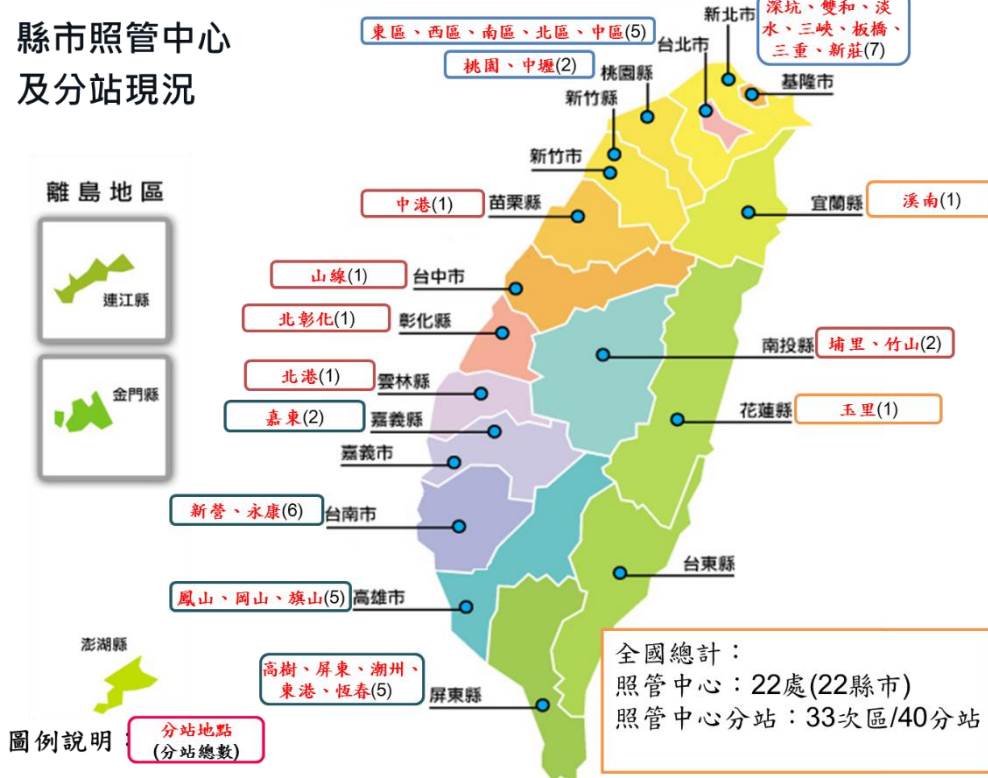 縣市照管中心
及分站現況
東區、西區、南區、北區、中區(5)
新北市
深坑、雙和、淡
水、三峽、板橋、
三重、新莊(7)
台北市
桃園、中壢(2)
桃園縣
基隆市
新竹縣
新竹市
離島地區
連江縣
金門縣
中港(1)
苗栗縣
宜蘭縣
溪南(1)
山線(1)
台中市
北彰化(1)
彰化縣
南投縣
埔里、竹山(2)
北港(1)
雲林縣
花蓮縣
玉里(1)
嘉東(2)
嘉義縣
嘉義市
新營、永康(6)
台南市
台東縣
鳳山、岡山、旗山(5)
高雄市
澎湖縣
高樹、屏東、潮州、
東港、恆春(5)
屏東縣
全國總計：
照管中心：22處(22縣市)
照管中心分站：33次區/40分站
圖例說明：
分站地點
(分站總數)